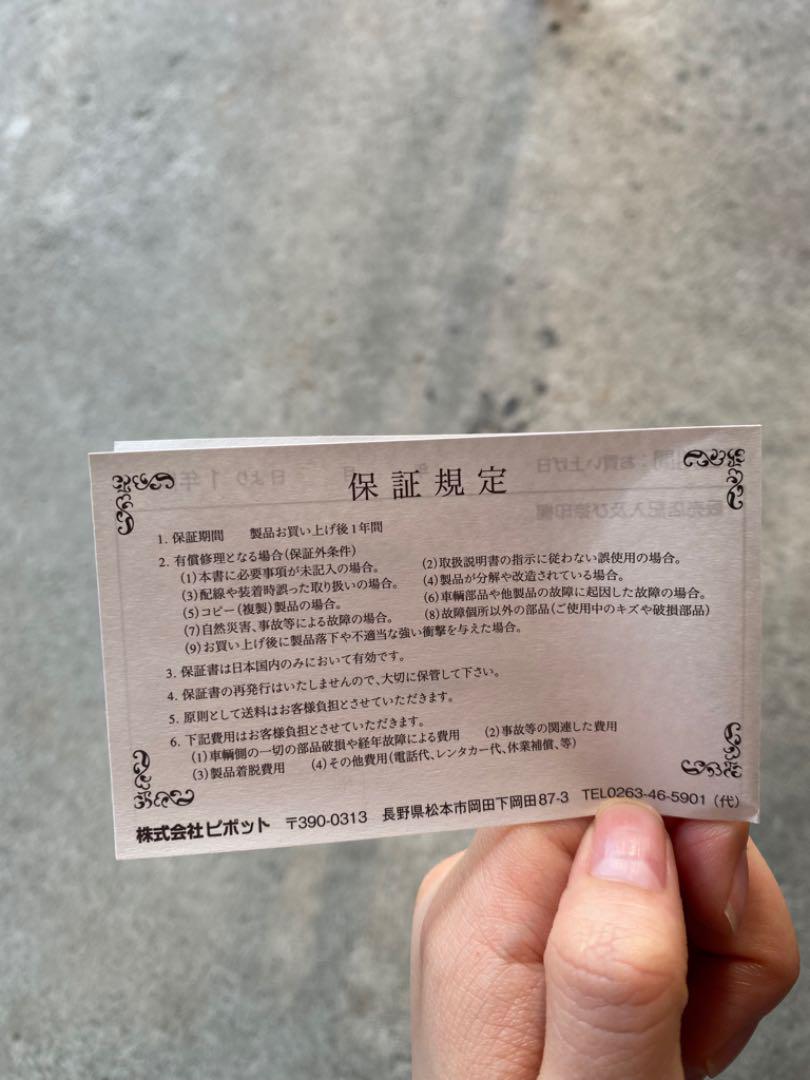 保証規定
1. 保証期間　製品お買い上げ後1年間
2. 有償修理となる場合(保証外条件)
(1)本書に必要事項が未記入の場合。　(2)取扱説明書の指示に従わない誤使用の場合。
(3)配線や装着時誤った取り扱いの場合。　(4)製品が分解や改造されている場合。
(5)コピー(複製)製品の場合。　(6)車輌部品や他製品の故障に起因した故障の場合。
(7)自然災害、事故等による故障の場合。　(8)故障個所以外の部品(ご使用中のキズや破損部品)
(9)お買い上げ後に製品落下や不適当な強い衝撃を与えた場合。
3. 保証書は日本国内のみにおいて有効です。
4. 保証書の再発行はいたしませんので、大切に保管して下さい。
5. 原則として送料はお客様負担とさせていただきます。
6. 下記費用はお客様負担とさせていただきます。
(1)車輌側の一切の部品破損や経年故障による費用　(2)事故等の関連した費用
(3)製品着脱費用　(4)その他費用(電話代、レンタカー代、休業補償、等)
株式会社ピボット　〒390-0313　長野県松本市岡田下岡田87-3　TEL0263-46-5901（代）